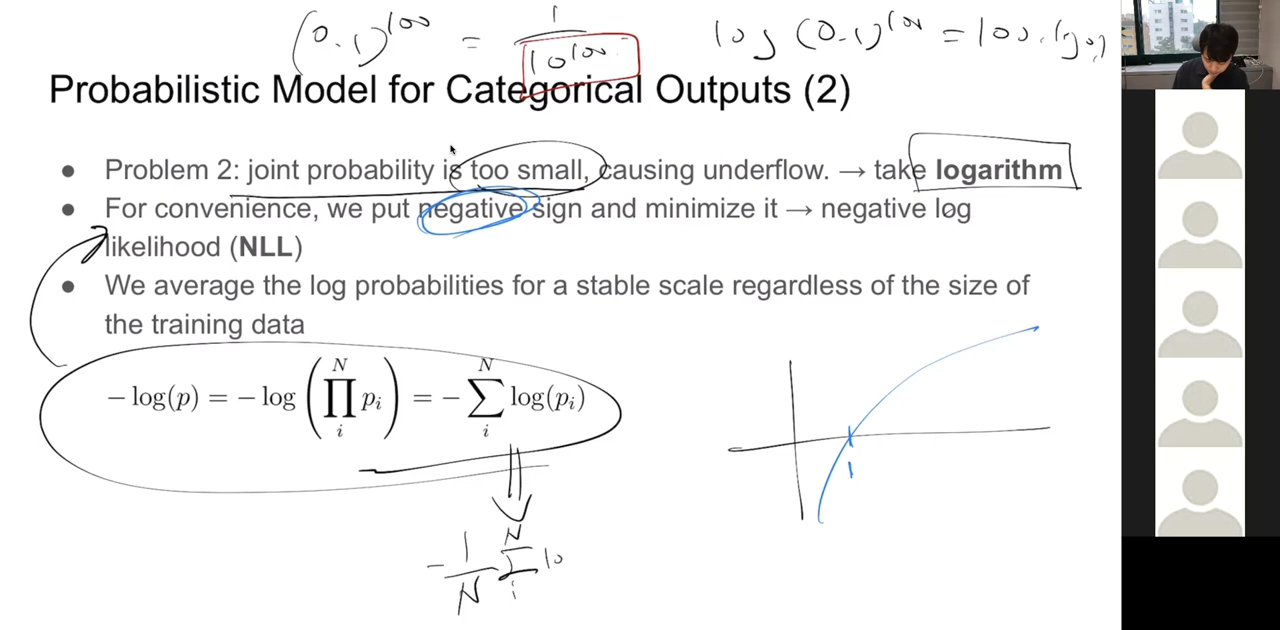 (0.1)^100 = 1/10^100 log (0.1)^100 = 100. log 0.1
Probabilistic Model for Categorical Outputs (2)
● Problem 2: joint probability is too small, causing underflow. → take logarithm
● For convenience, we put negative sign and minimize it → negative log
likelihood (NLL)
● We average the log probabilities for a stable scale regardless of the size of
the training data
− log(p) = − log (∏_i^N p_i) = − ∑_i^N log(p_i)
1
- 1/N ∑_i^N lo